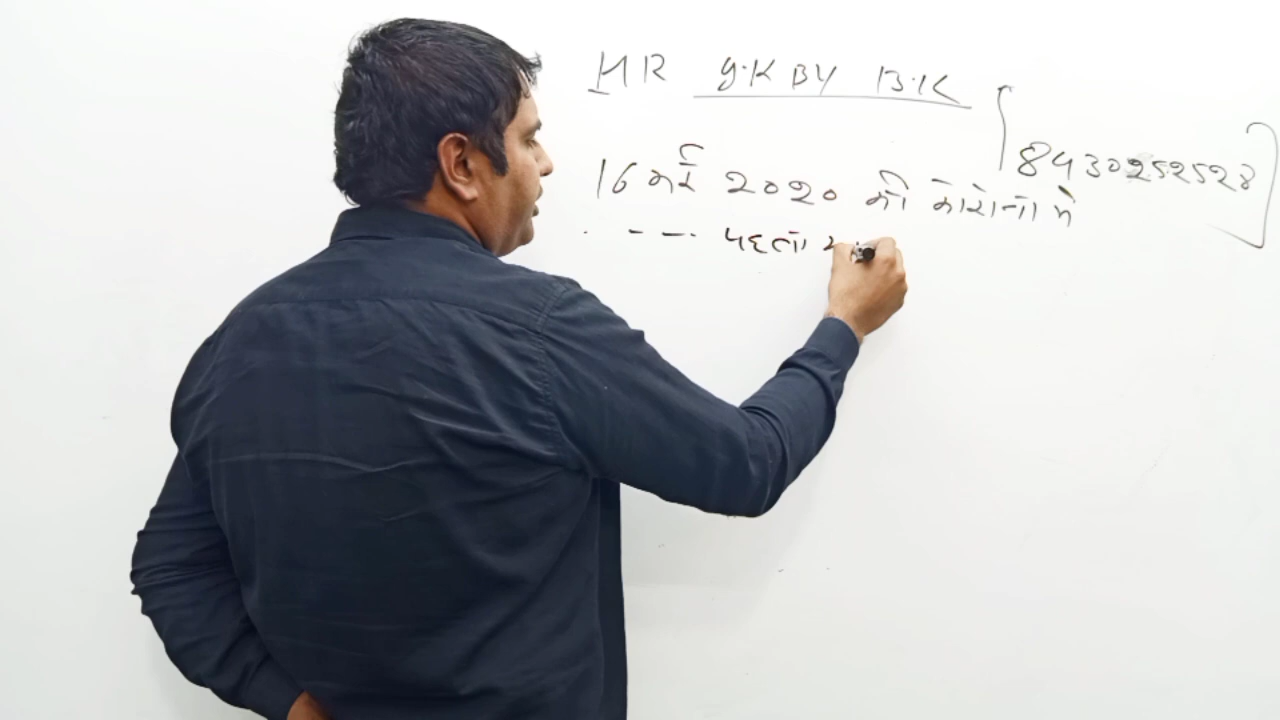 HR G.K BY B.K
8430252528
16 मई 2020 की कोरोना में
. - -- . पहला